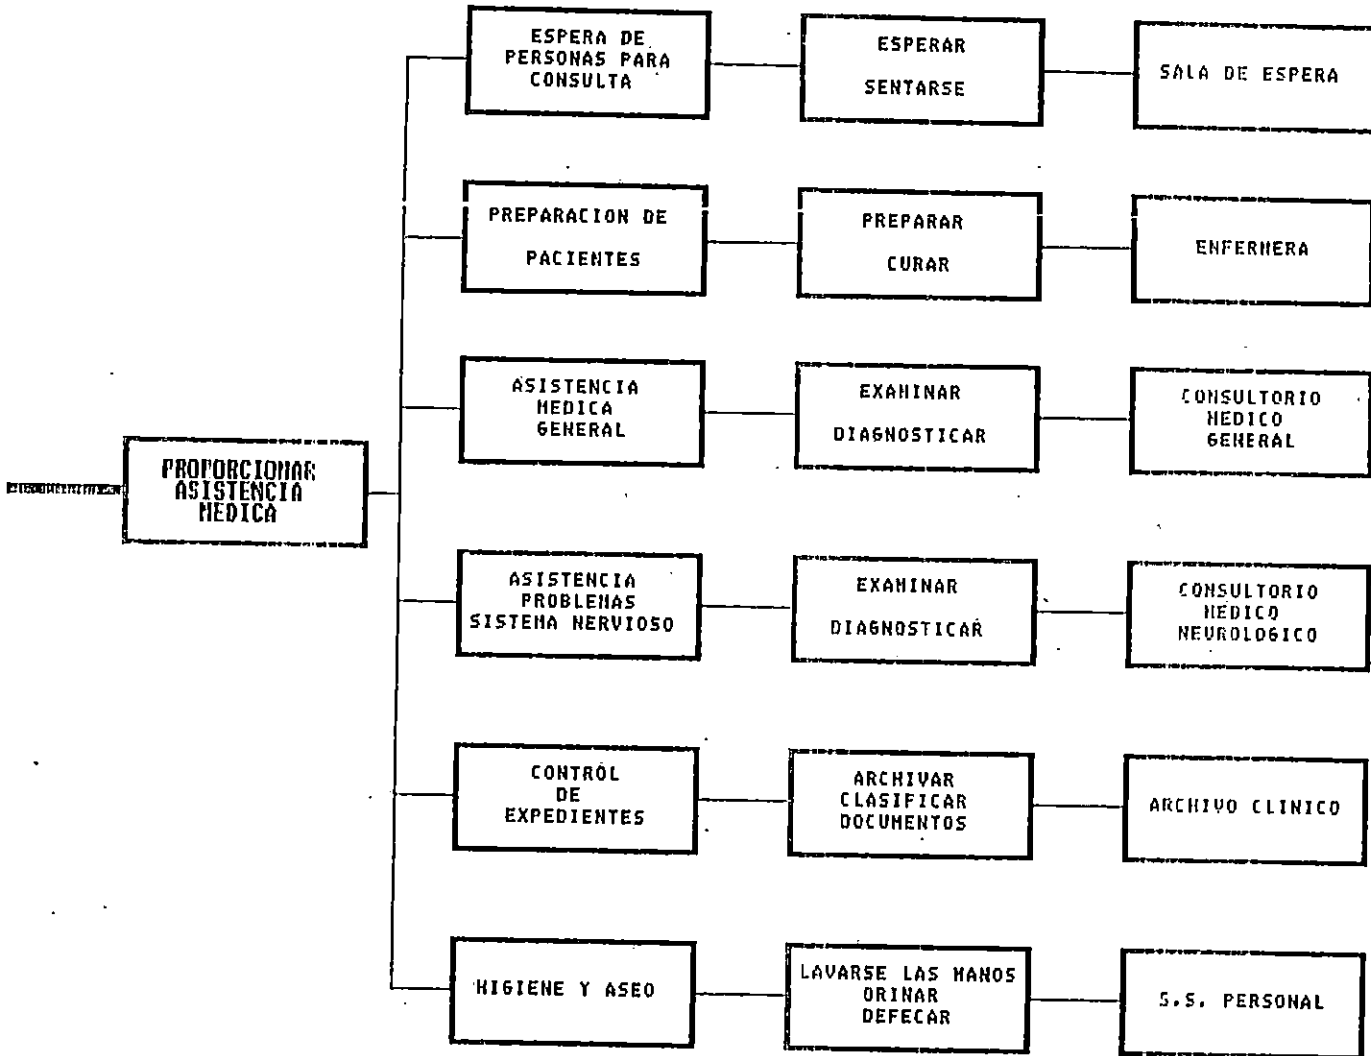 ESPERA DE
PERSONAS PARA
CONSULTA
ESPERAR
SENTARSE
SALA DE ESPERA
PREPARACION DE
PACIENTES
PREPARAR
CURAR
ENFERMERA
ASISTENCIA
MEDICA
GENERAL
EXAMINAR
DIAGNOSTICAR
CONSULTORIO
MEDICO
GENERAL
PROPORCIONAR
ASISTENCIA
MEDICA
ASISTENCIA
PROBLEMAS
SISTEMA NERVIOSO
EXAMINAR
DIAGNOSTICAR
CONSULTORIO
MEDICO
NEUROLOGICO
CONTROL
DE
EXPEDIENTES
ARCHIVAR
CLASIFICAR
DOCUMENTOS
ARCHIVO CLINICO
HIGIENE Y ASEO
LAVARSE LAS MANOS
ORINAR
DEFECAR
S.S. PERSONAL